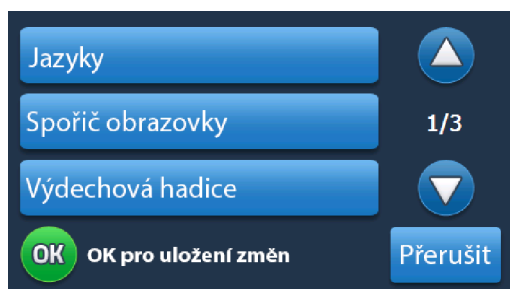 Jazyky
Spořič obrazovky
1/3
Výdechová hadice
OK OK pro uložení změn
Přerušit